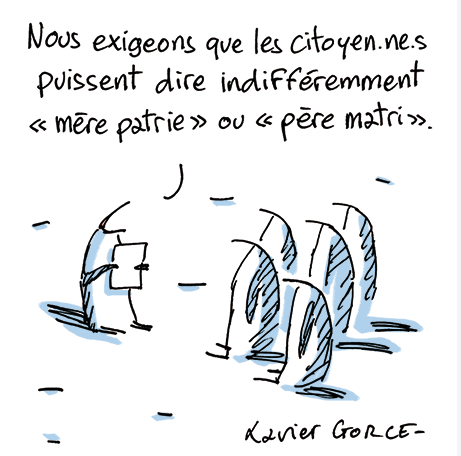 Nous exigeons que les citoyen.ne.s
puissent dire indifféremment
« mère patrie » ou « père matri ».
Xavier GORCE